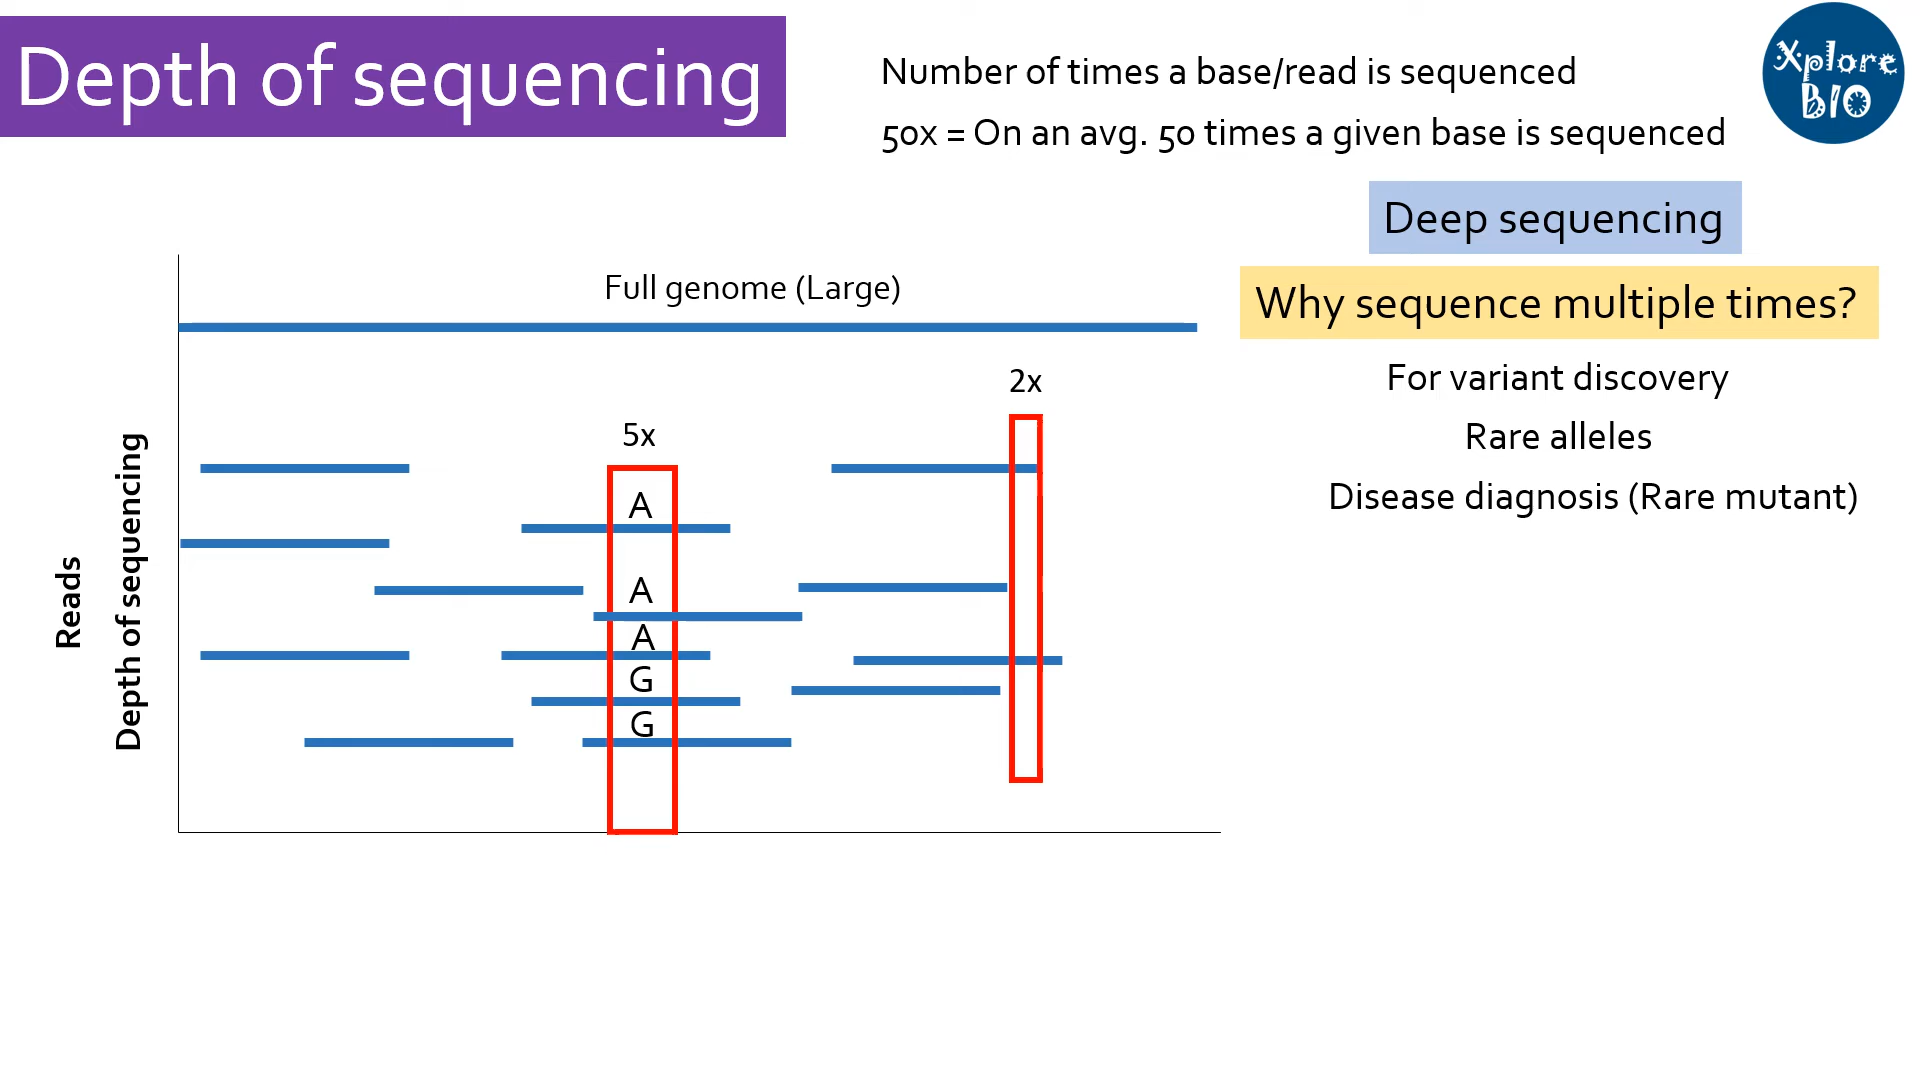 Depth of sequencing
Number of times a base/read is sequenced
50x = On an avg. 50 times a given base is sequenced
Xplore
BIO
Deep sequencing
Why sequence multiple times?
For variant discovery
Rare alleles
Disease diagnosis (Rare mutant)
Full genome (Large)
2x
5x
A
A
A
G
G
Reads
Depth of sequencing